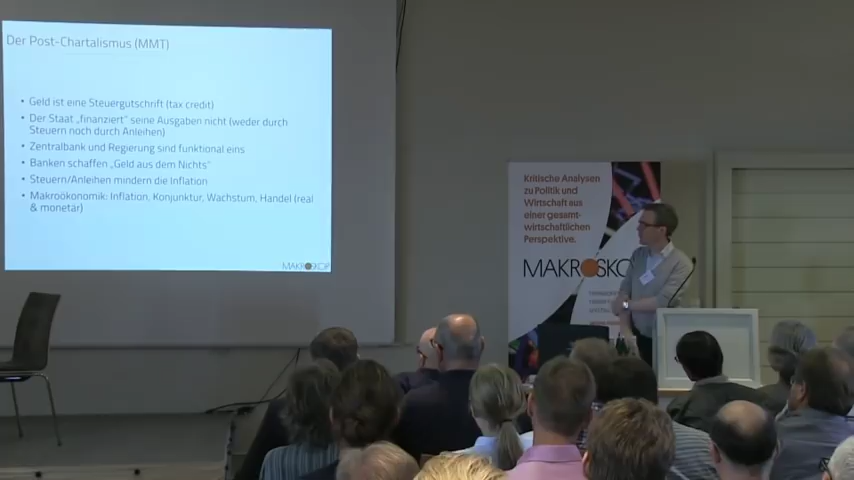 Der Post-Chartalismus (MMT)
• Geld ist eine Steuergutschrift (tax credit)
• Der Staat „finanziert" seine Ausgaben nicht (weder durch
Steuern noch durch Anleihen)
• Zentralbank und Regierung sind funktional eins
• Banken schaffen „Geld aus dem Nichts"
• Steuern/Anleihen mindern die Inflation
• Makroökonomik: Inflation, Konjunktur, Wachstum, Handel (real
& monetär)
MAKROSKOP
Kritische Analysen
zu Politik und
Wirtschaft aus
einer gesamt-
wirtschaftlichen
Perspektive.
MAKROSKO